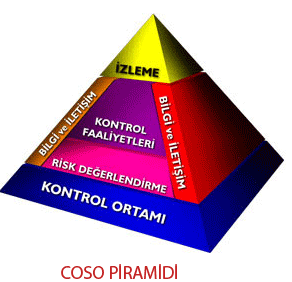 İZLEME
BİLGİ ve İLETİŞİM
KONTROL
FAALİYETLERİ
BİLGİ ve İLETİŞİM
RİSK DEĞERLENDİRME
KONTROL ORTAMI
COSO PİRAMİDİ